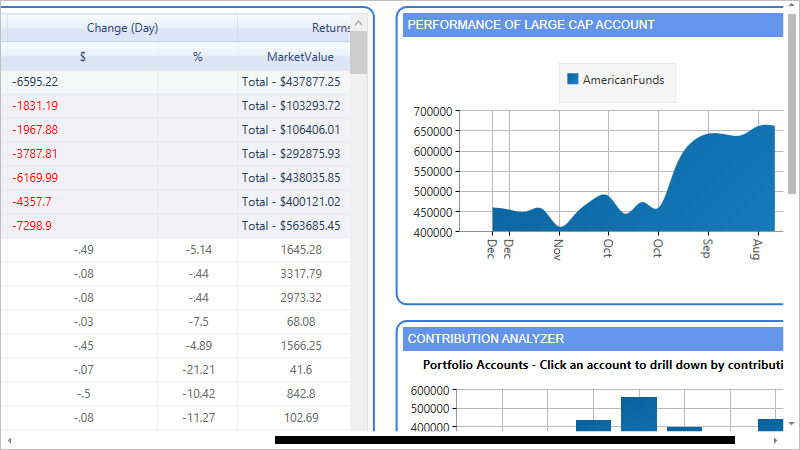 Change (Day) Returns
$ % MarketValue
-6595.22 Total - $437877.25
-1831.19 Total - $103293.72
-1967.88 Total - $106406.01
-3787.81 Total - $292875.93
-6169.99 Total - $438035.85
-4357.7 Total - $400121.02
-7298.9 Total - $563685.45
-.49 -5.14 1645.28
-.08 -.44 3317.79
-.08 -.44 2973.32
-.03 -7.5 68.08
-.45 -4.89 1566.25
-.07 -21.21 41.6
-.5 -10.42 842.8
-.08 -11.27 102.69
PERFORMANCE OF LARGE CAP ACCOUNT
AmericanFunds
700000
650000
600000
550000
500000
450000
400000
Dec Dec Nov Oct Oct Sep Aug
CONTRIBUTION ANALYZER
Portfolio Accounts - Click an account to drill down by contributi
600000
500000
400000